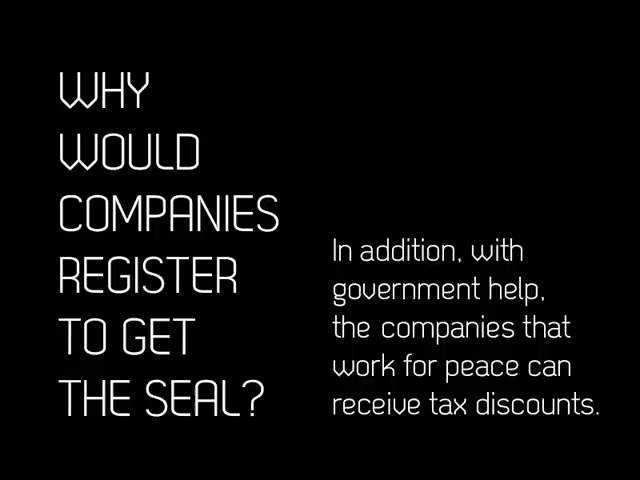 WHY
WOULD
COMPANIES
REGISTER
TO GET
THE SEAL?
In addition, with
government help,
the companies that
work for peace can
receive tax discounts.